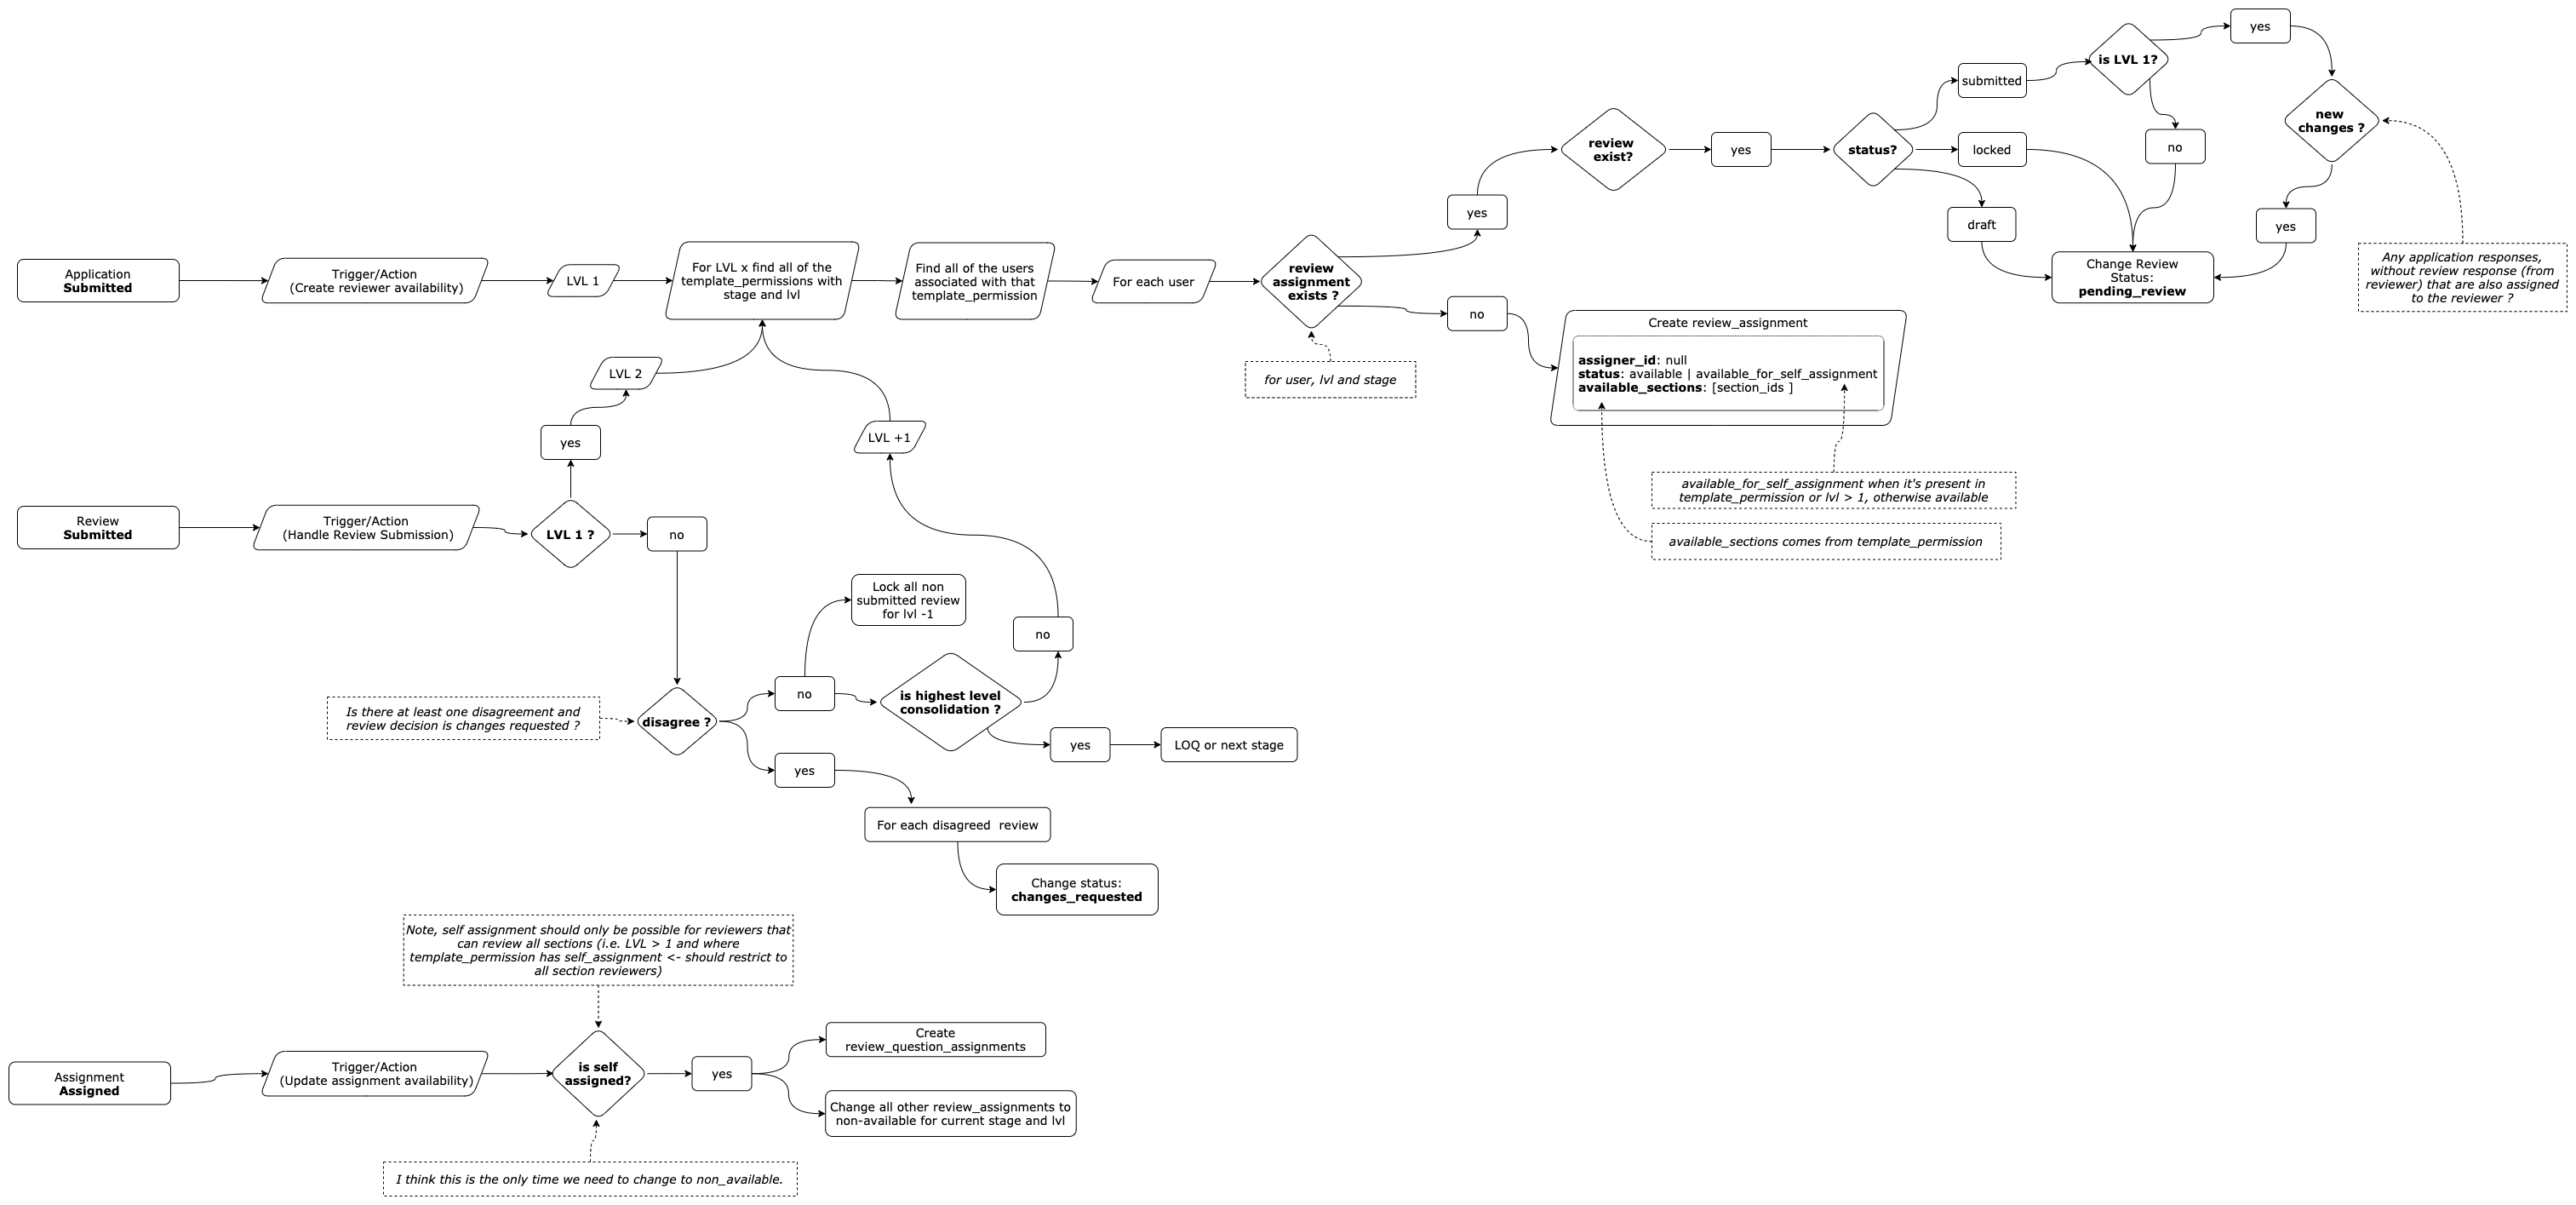 Application
Submitted
Trigger/Action
(Create reviewer availability)
LVL 1
For LVL x find all of the
template_permissions with
stage and lvl
Find all of the users
associated with that
template_permission
For each user
review
assignment
exists ?
for user, lvl and stage
yes
review
exist?
yes
status?
submitted
locked
draft
is LVL 1?
yes
no
new
changes ?
yes
Any application responses,
without review response (from
reviewer) that are also assigned
to the reviewer ?
Change Review
Status:
pending_review
no
Create review_assignment
assigner_id: null
status: available | available_for_self_assignment
available_sections: [section_ids ]
available_for_self_assignment when it's present in
template_permission or lvl > 1, otherwise available
available_sections comes from template_permission
LVL 2
yes
LVL +1
Review
Submitted
Trigger/Action
(Handle Review Submission)
LVL 1 ?
no
Lock all non
submitted review
for lvl -1
no
Is there at least one disagreement and
review decision is changes requested ?
disagree ?
no
is highest level
consolidation ?
yes
LOQ or next stage
yes
For each disagreed  review
Change status:
changes_requested
Note, self assignment should only be possible for reviewers that
can review all sections (i.e. LVL > 1 and where
template_permission has self_assignment <- should restrict to
all section reviewers)
Assignment
Assigned
Trigger/Action
(Update assignment availability)
is self
assigned?
yes
Create
review_question_assignments
Change all other review_assignments to
non-available for current stage and lvl
I think this is the only time we need to change to non_available.